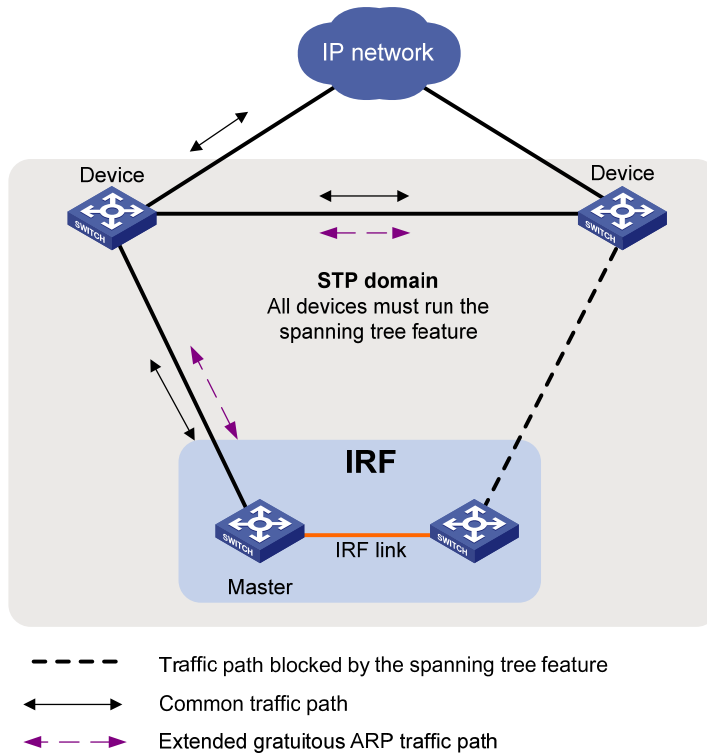 IP network
Device
Device
SWITCH
SWITCH
STP domain
All devices must run the
spanning tree feature
IRF
SWITCH
SWITCH
IRF link
Master
Traffic path blocked by the spanning tree feature
Common traffic path
Extended gratuitous ARP traffic path